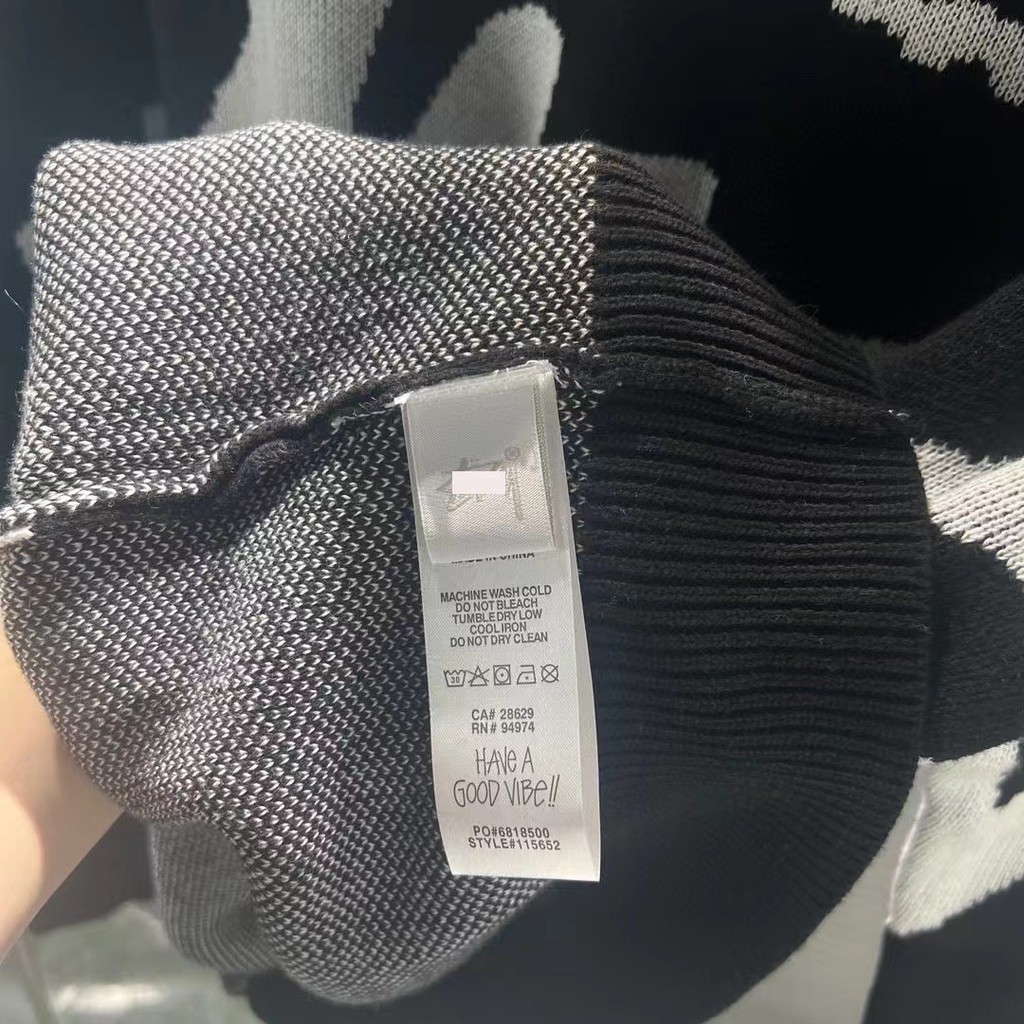 ®
MADE IN CHINA
MACHINE WASH COLD
DO NOT BLEACH
TUMBLE DRY LOW
COOL IRON
DO NOT DRY CLEAN
30
CA# 28629
RN# 94974
HAVE A
GOOD VIBE!!
PO#6818500
STYLE#115652